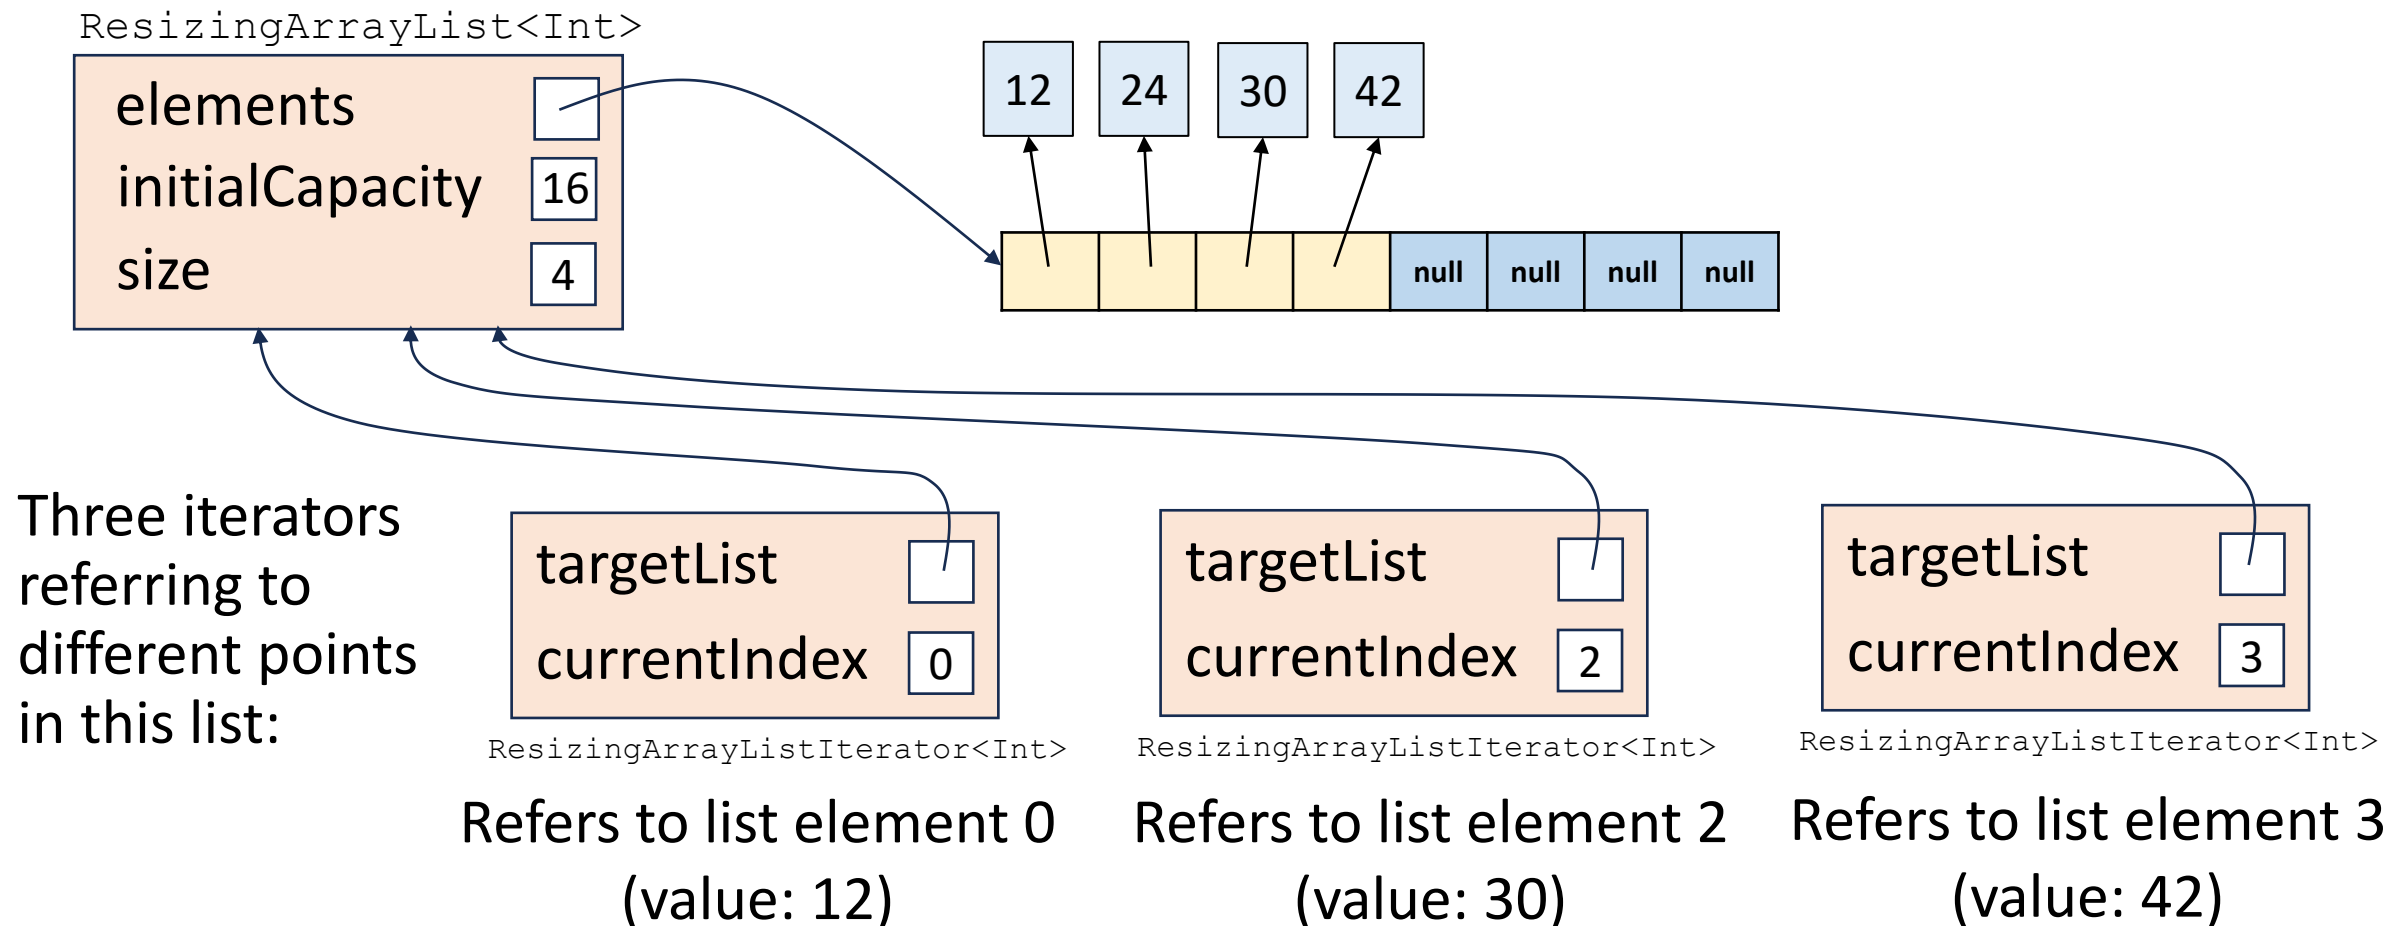 ResizingArrayList<Int>
elements
initialCapacity 16
size 4
12 24 30 42
null null null null
Three iterators
referring to
different points
in this list:
targetList
currentIndex 0
ResizingArrayListIterator<Int>
Refers to list element 0
(value: 12)
targetList
currentIndex 2
ResizingArrayListIterator<Int>
Refers to list element 2
(value: 30)
targetList
currentIndex 3
ResizingArrayListIterator<Int>
Refers to list element 3
(value: 42)